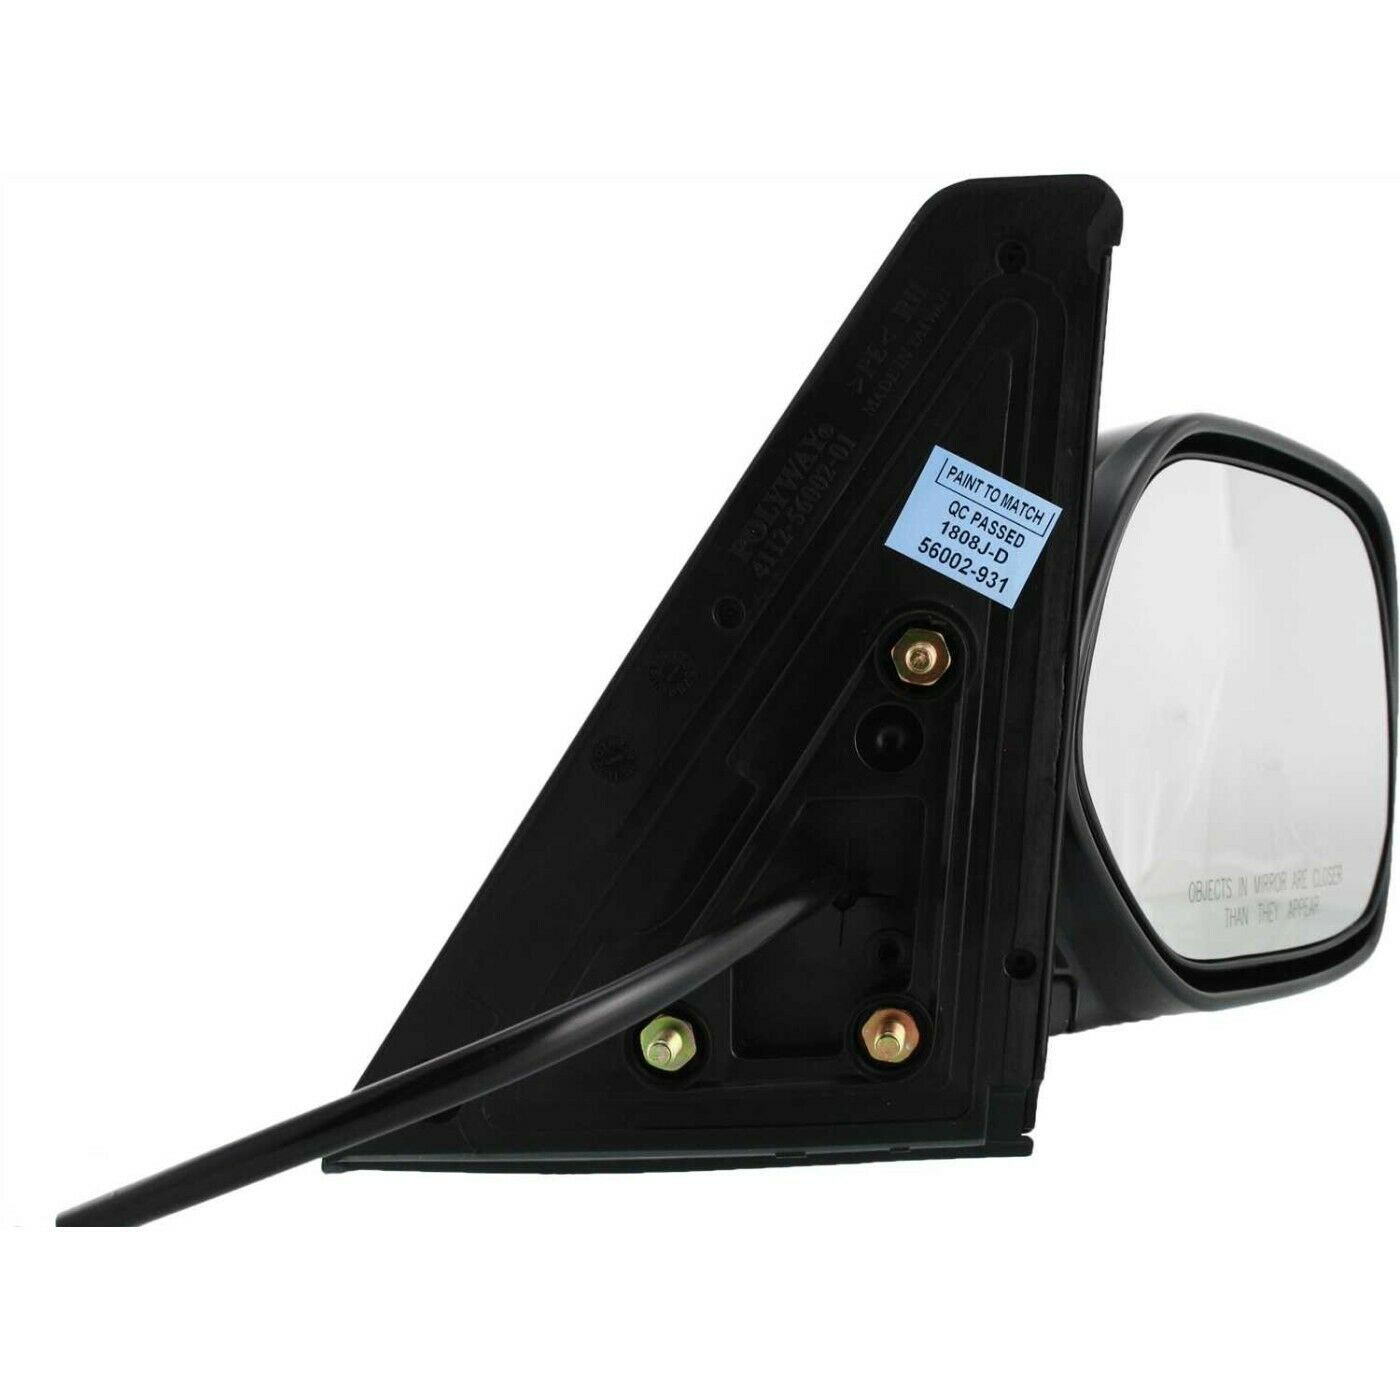 >PE< RH
MADE IN TAIWAN
POLYWAY®
4112-56002-01
PAINT TO MATCH
QC PASSED
1808J-D
56002-931
OBJECTS IN MIRROR ARE CLOSER
THAN THEY APPEAR